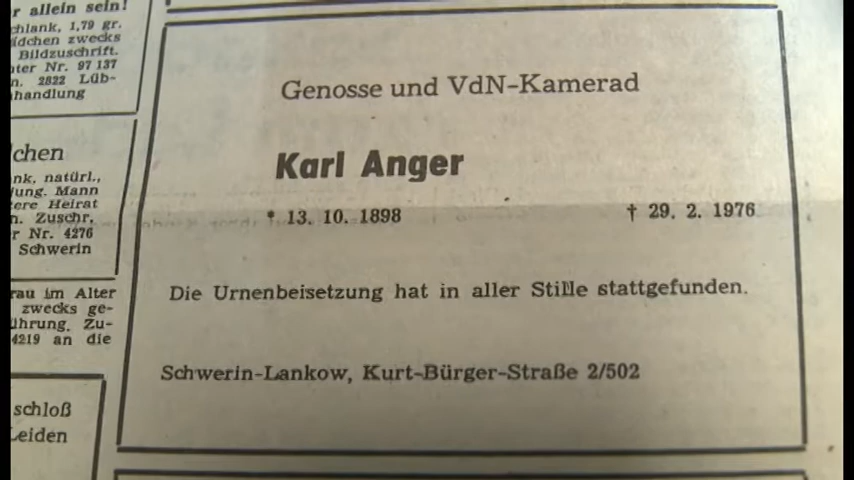 r allein sein!
chlank, 1,79 gr.
ädchen zwecks
Bildzuschrift.
nter Nr. 97 137
n. 2822 Lüb-
handlung
chen
nk, natürl.,
fung. Mann
ere Heirat
n. Zuschr.
r Nr. 4276
Schwerin
rau im Alter
zwecks ge-
ührung. Zu-
4219 an die
schloß
Leiden
Genosse und VdN-Kamerad
Karl Anger
* 13. 10. 1898 † 29. 2. 1976
Die Urnenbeisetzung hat in aller Stille stattgefunden.
Schwerin-Lankow, Kurt-Bürger-Straße 2/502